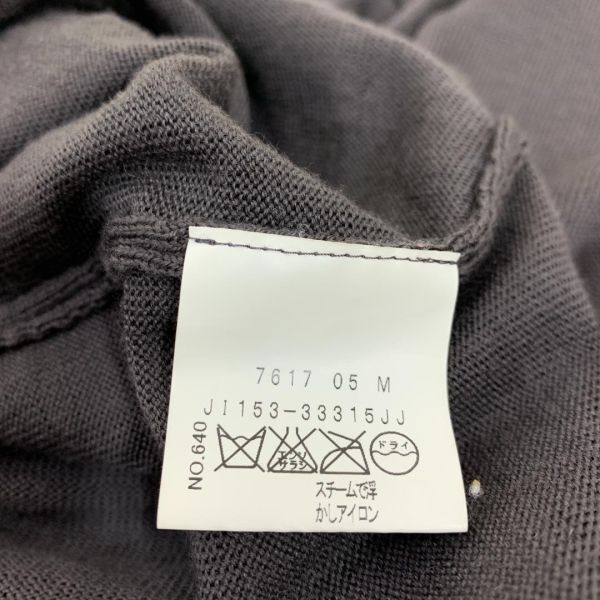 7617 05 M
JI153-33315JJ
NO.640
エンソ
サラシ
ドライ
スチームで浮
かしアイロン